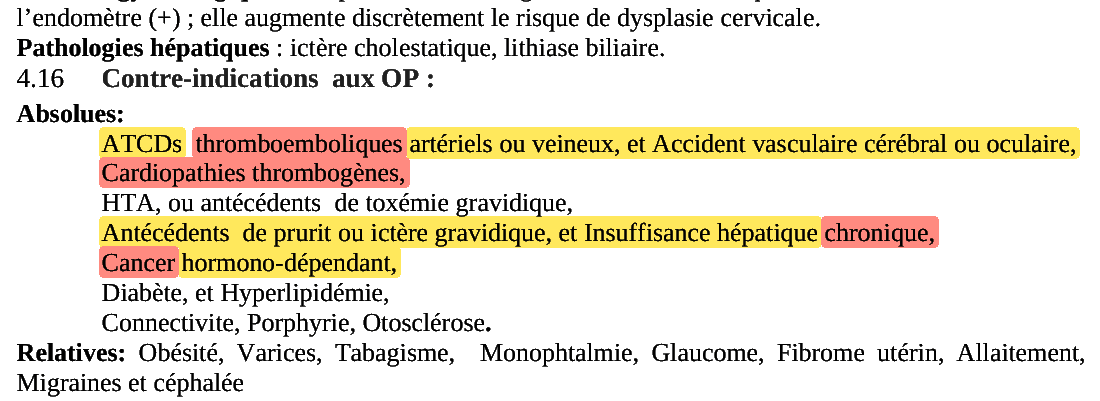 l’endomètre (+) ; elle augmente discrètement le risque de dysplasie cervicale.
Pathologies hépatiques : ictère cholestatique, lithiase biliaire.
4.16 Contre-indications aux OP :
Absolues:
ATCDs thromboemboliques artériels ou veineux, et Accident vasculaire cérébral ou oculaire,
Cardiopathies thrombogènes,
HTA, ou antécédents de toxémie gravidique,
Antécédents de prurit ou ictère gravidique, et Insuffisance hépatique chronique,
Cancer hormono-dépendant,
Diabète, et Hyperlipidémie,
Connectivite, Porphyrie, Otosclérose.
Relatives: Obésité, Varices, Tabagisme, Monophtalmie, Glaucome, Fibrome utérin, Allaitement,
Migraines et céphalée